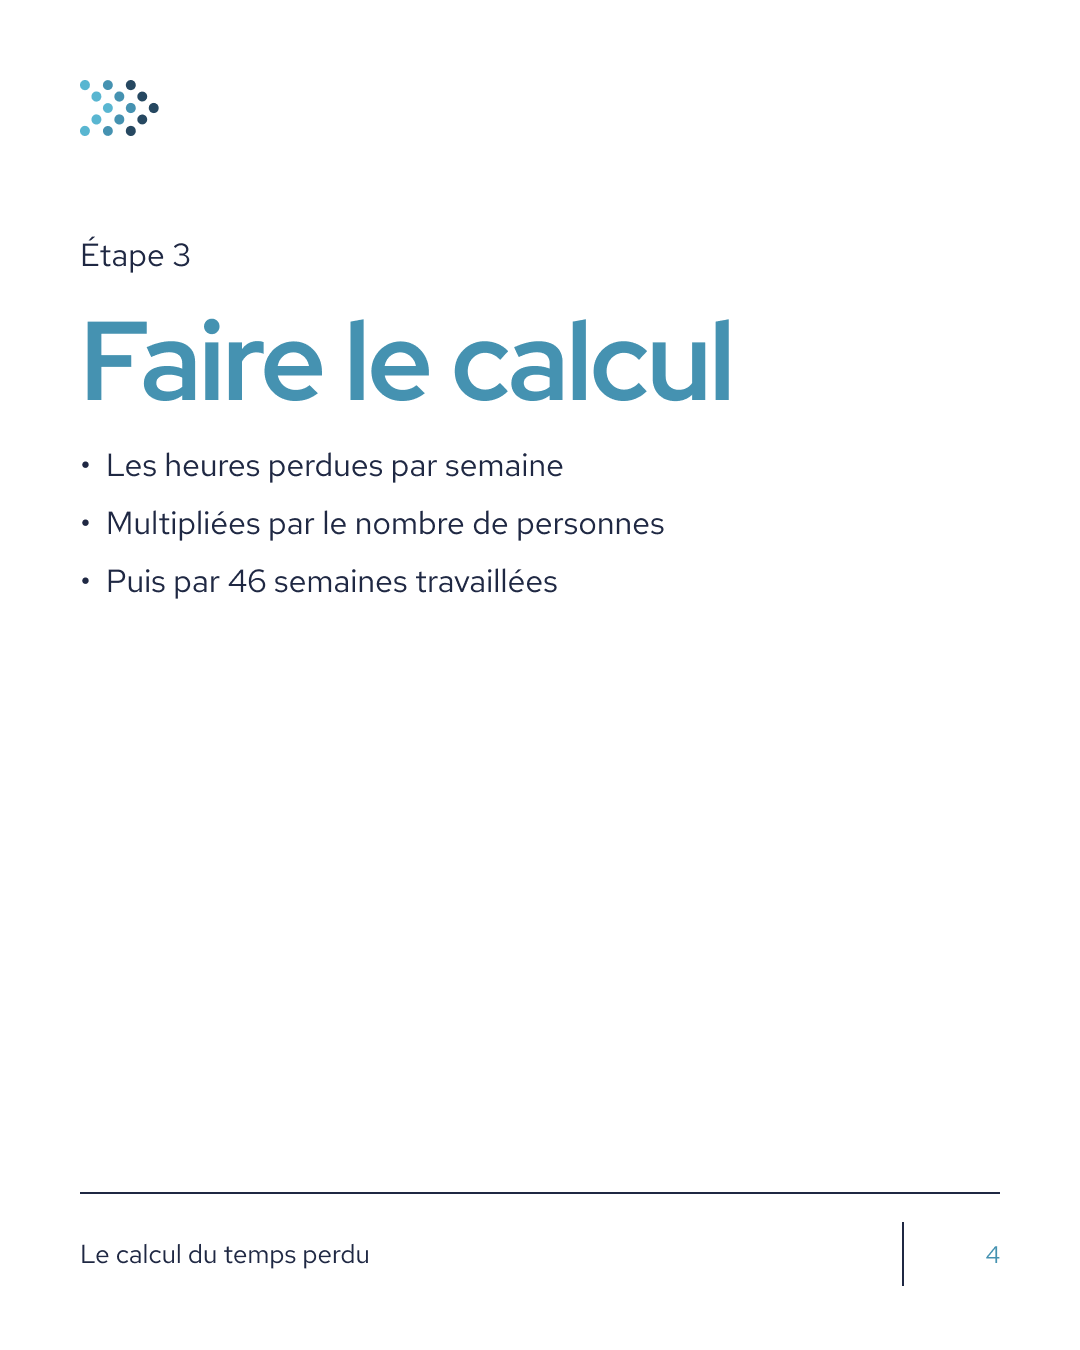 Étape 3
Faire le calcul
• Les heures perdues par semaine
• Multipliées par le nombre de personnes
• Puis par 46 semaines travaillées
Le calcul du temps perdu
4